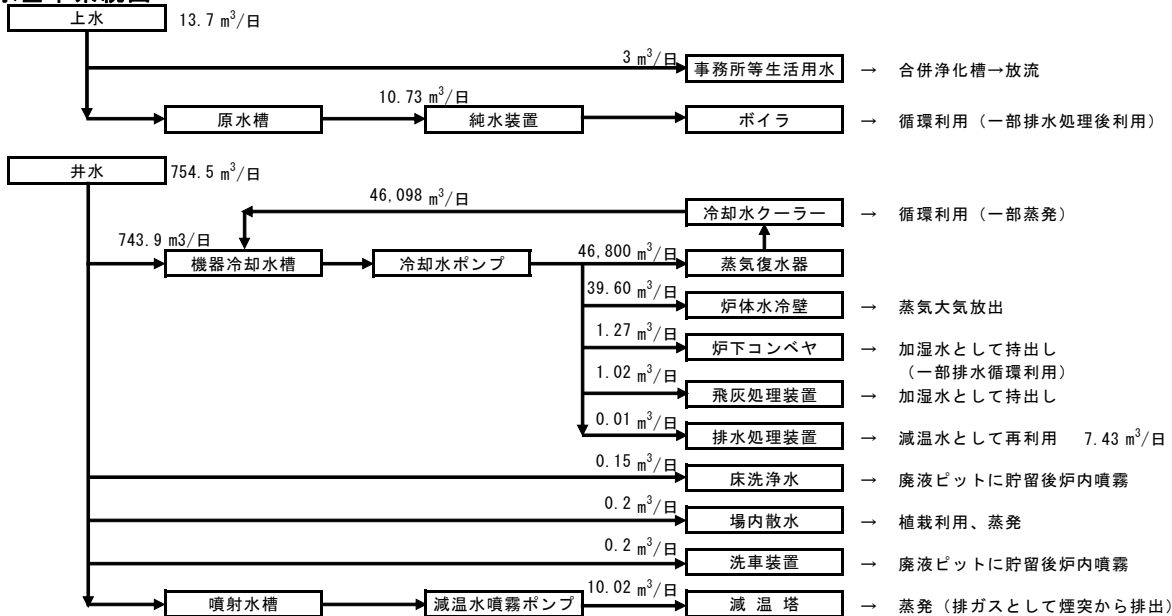 上水 13.7 m³/日
3 m³/日 事務所等生活用水 → 合併浄化槽→放流
10.73 m³/日
原水槽 純水装置 ボイラ → 循環利用（一部排水処理後利用）
井水 754.5 m³/日
46,098 m³/日 冷却水クーラー → 循環利用（一部蒸発）
743.9 m3/日
機器冷却水槽 冷却水ポンプ 46,800 m³/日 蒸気復水器
39.60 m³/日 炉体水冷壁 → 蒸気大気放出
1.27 m³/日 炉下コンベヤ → 加湿水として持出し
（一部排水循環利用）
1.02 m³/日 飛灰処理装置 → 加湿水として持出し
0.01 m³/日 排水処理装置 → 減温水として再利用 7.43 m³/日
0.15 m³/日 床洗浄水 → 廃液ピットに貯留後炉内噴霧
0.2 m³/日 場内散水 → 植栽利用、蒸発
0.2 m³/日 洗車装置 → 廃液ピットに貯留後炉内噴霧
噴射水槽 減温水噴霧ポンプ 10.02 m³/日 減 温 塔 → 蒸発（排ガスとして煙突から排出）